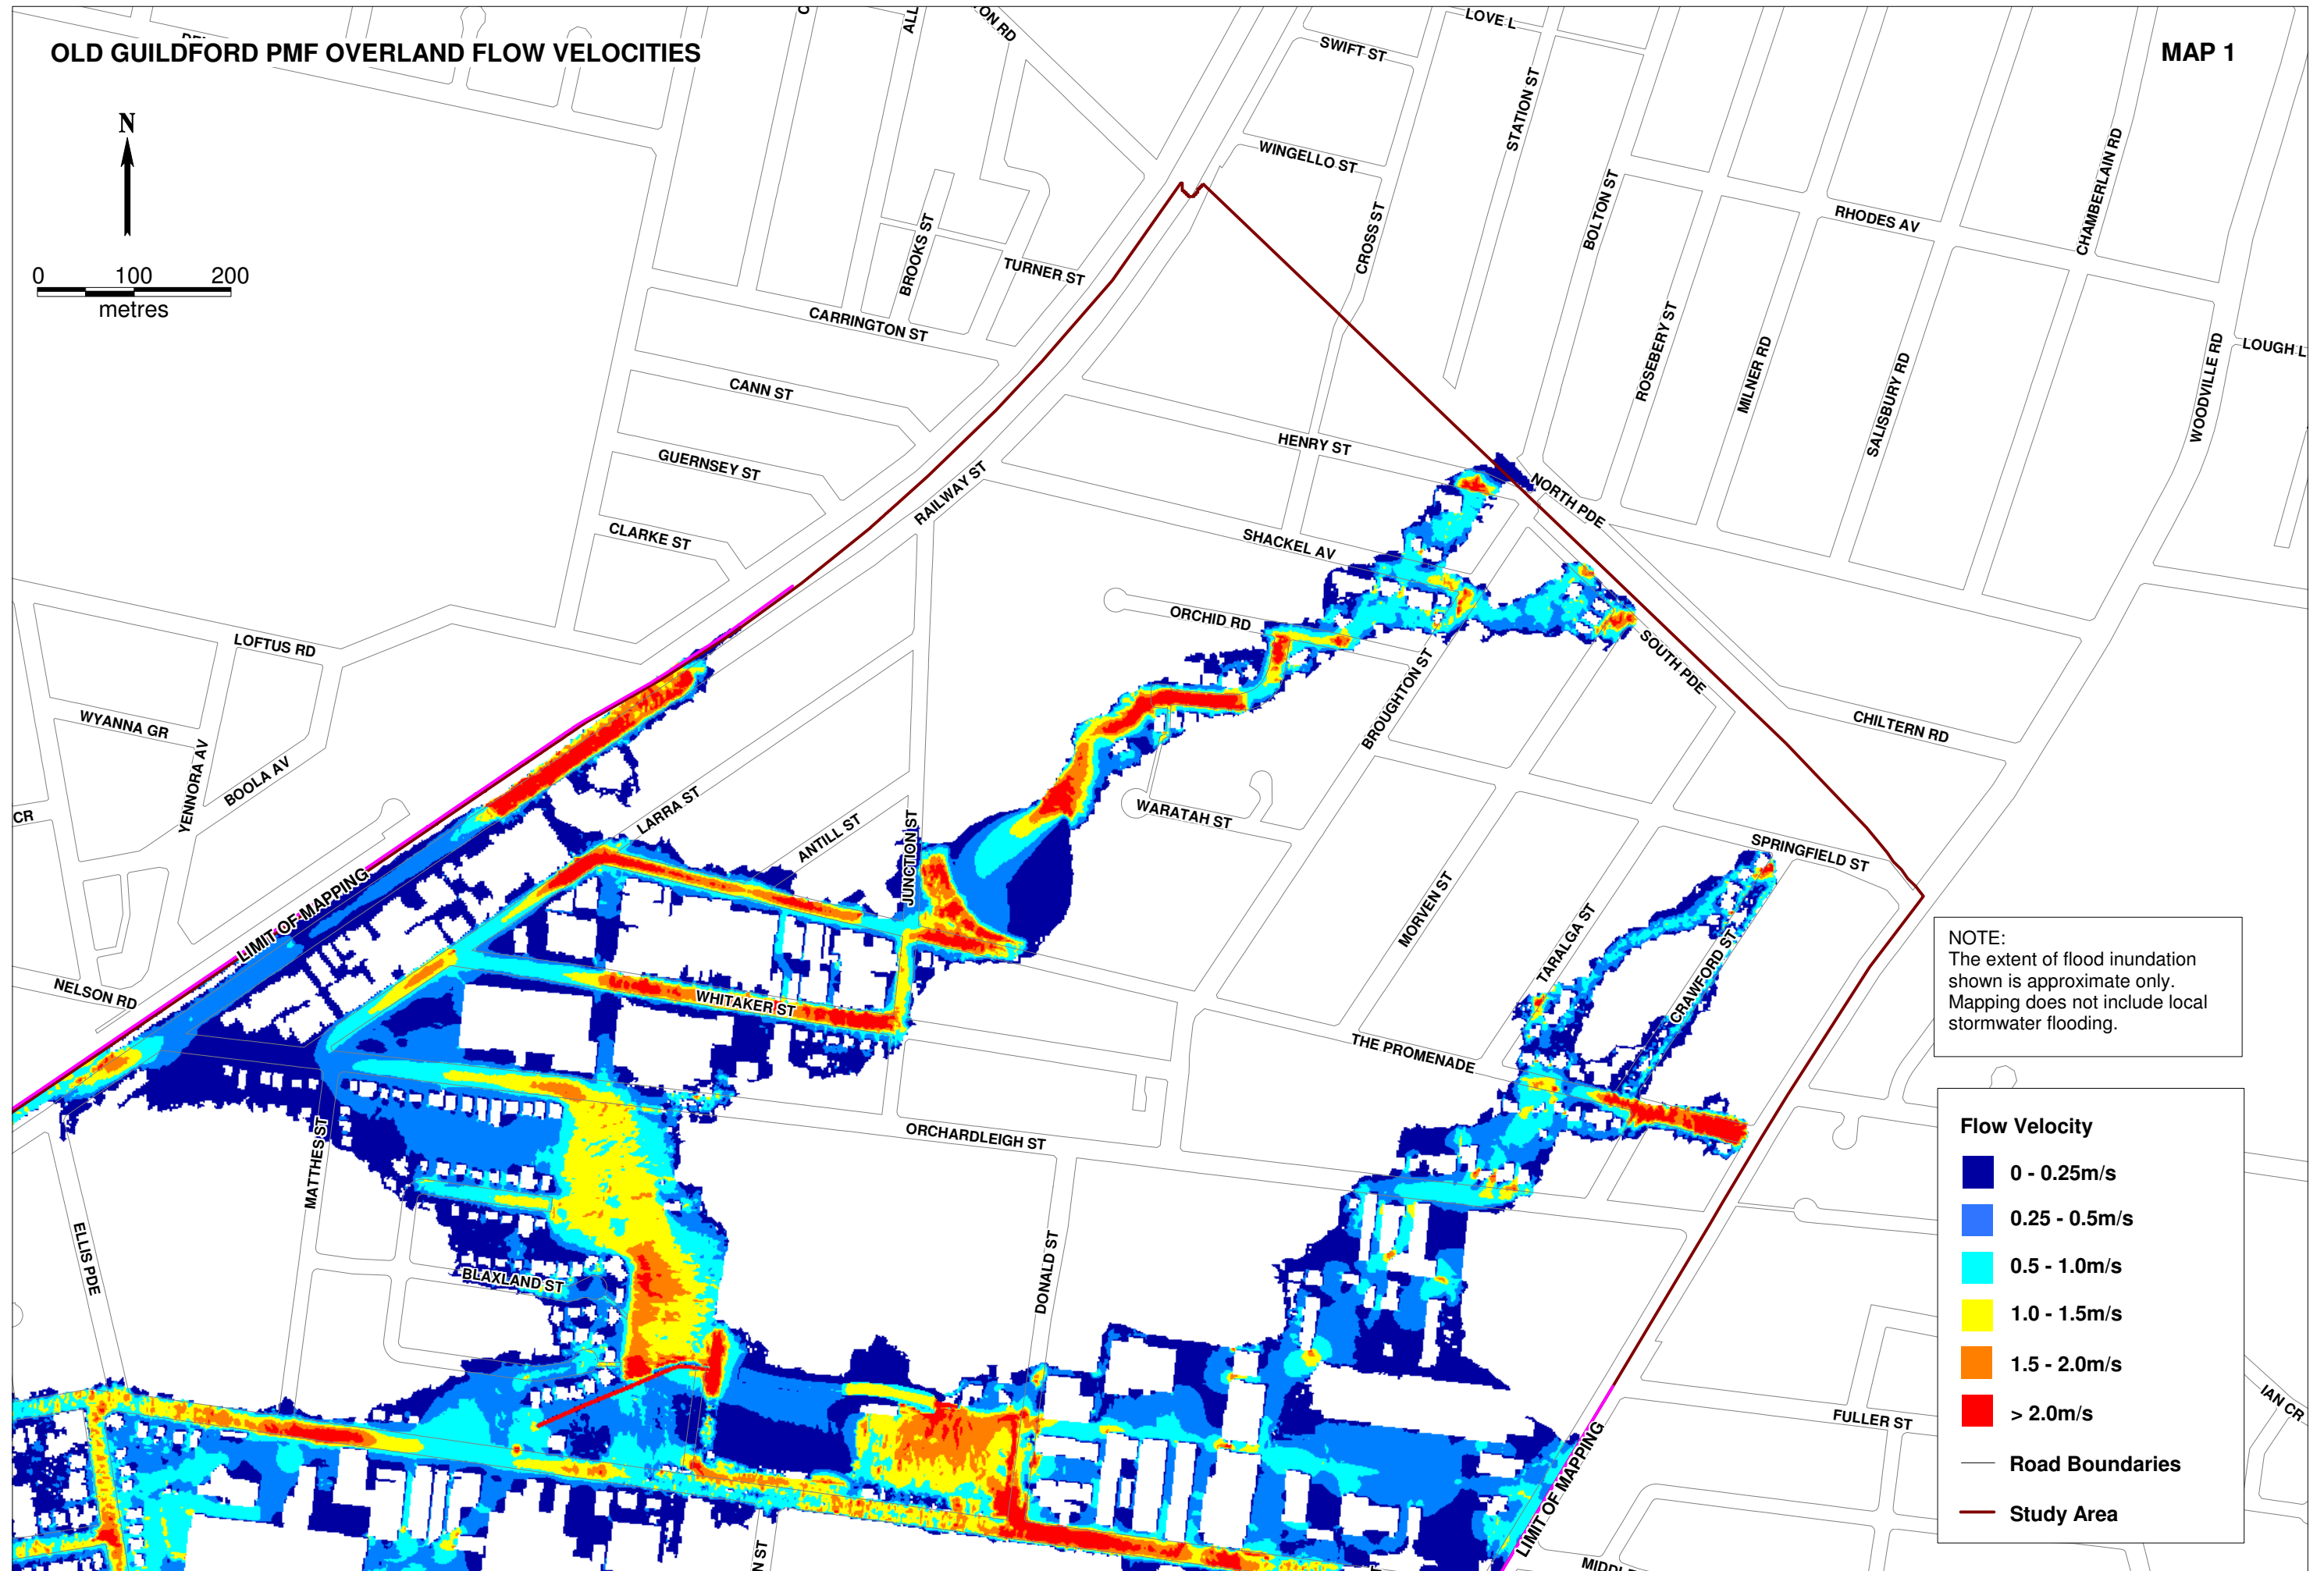 OLD GUILDFORD PMF OVERLAND FLOW VELOCITIES
MAP 1
N
0 100 200
metres
LOVE L
SWIFT ST
STATION ST
WINGELLO ST
CHAMBERLAIN RD
BOLTON ST
RHODES AV
CROSS ST
BROOKS ST
TURNER ST
CARRINGTON ST
ROSEBERY ST
MILNER RD
SALISBURY RD
WOODVILLE RD
LOUGH L
CANN ST
HENRY ST
GUERNSEY ST
RAILWAY ST
NORTH PDE
CLARKE ST
SHACKEL AV
ORCHID RD
LOFTUS RD
SOUTH PDE
BROUGHTON ST
WYANNA GR
CHILTERN RD
YENNORA AV
BOOLA AV
LARRA ST
ANTILL ST
JUNCTION ST
WARATAH ST
CR
SPRINGFIELD ST
LIMIT OF MAPPING
MORVEN ST
TARALGA ST
CRAWFORD ST
NELSON RD
WHITAKER ST
THE PROMENADE
ORCHARDLEIGH ST
MATTHES ST
ELLIS PDE
BLAXLAND ST
DONALD ST
FULLER ST
IAN CR
LIMIT OF MAPPING
N ST
NOTE:
The extent of flood inundation
shown is approximate only.
Mapping does not include local
stormwater flooding.
Flow Velocity
0 - 0.25m/s
0.25 - 0.5m/s
0.5 - 1.0m/s
1.0 - 1.5m/s
1.5 - 2.0m/s
> 2.0m/s
Road Boundaries
Study Area